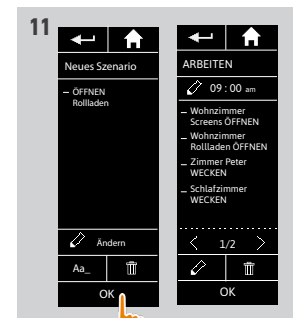 11
Neues Szenario
– ÖFFNEN
Rollladen
Ändern
Aa_
OK
ARBEITEN
09 : 00 am
– Wohnzimmer
Screens ÖFFNEN
– Wohnzimmer
Rollladen ÖFFNEN
– Zimmer Peter
WECKEN
– Schlafzimmer
WECKEN
1/2
OK